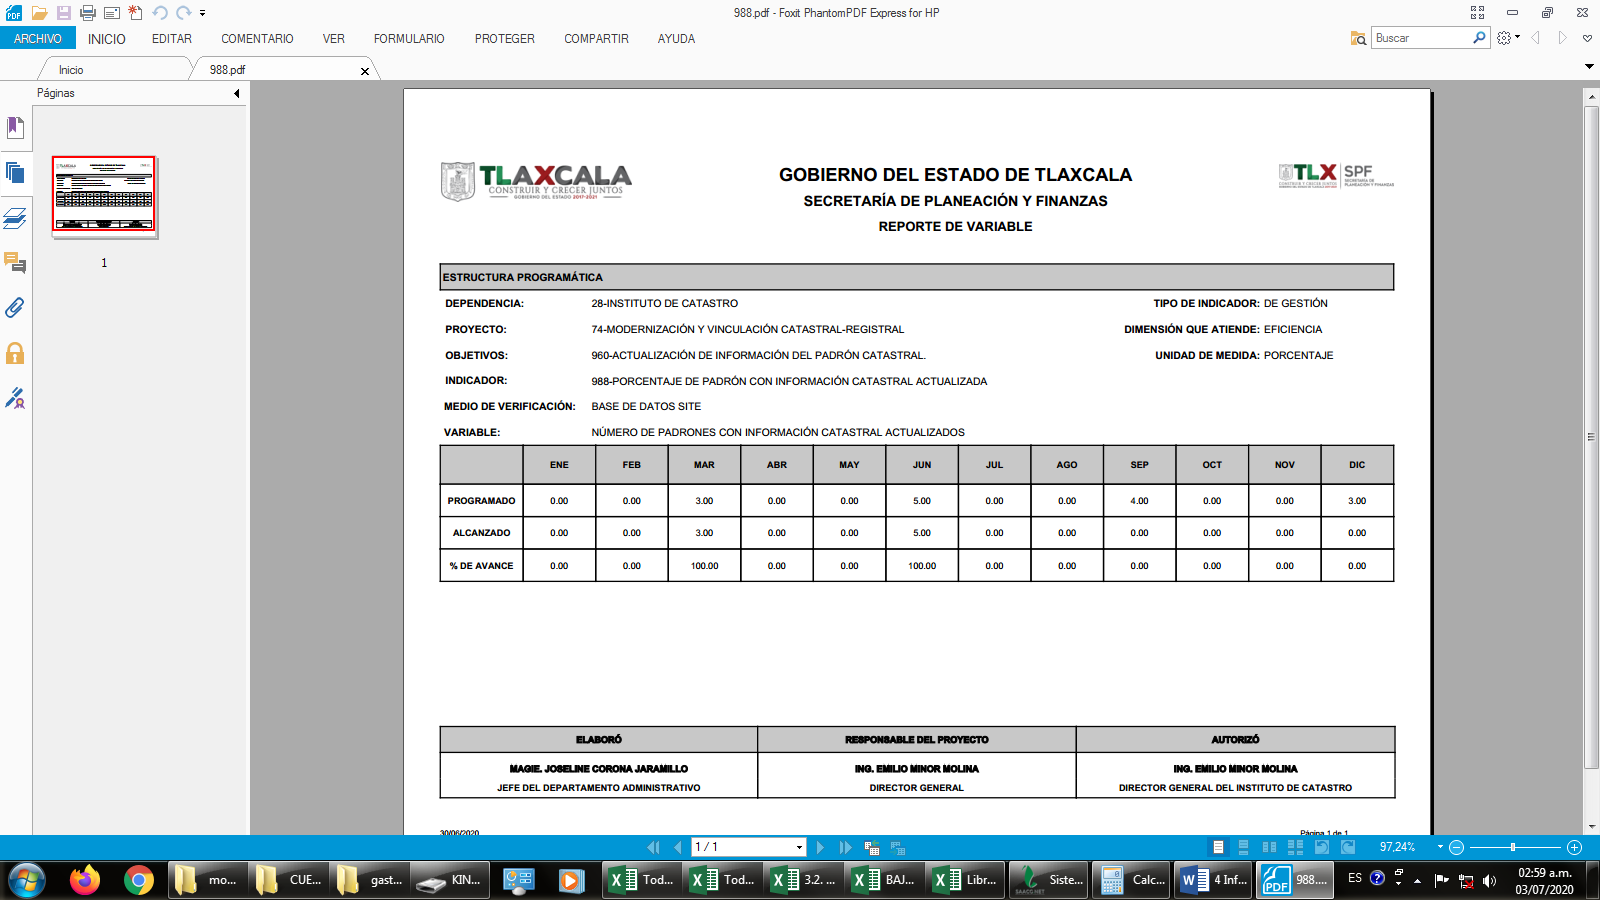 988.pdf - Foxit PhantomPDF Express for HP
ARCHIVO INICIO EDITAR COMENTARIO VER FORMULARIO PROTEGER COMPARTIR AYUDA Buscar
Inicio 988.pdf
Páginas
1
TLAXCALA
CONSTRUIR Y CRECER JUNTOS
GOBIERNO DEL ESTADO 2017-2021
GOBIERNO DEL ESTADO DE TLAXCALA
SECRETARÍA DE PLANEACIÓN Y FINANZAS
REPORTE DE VARIABLE
TLX SPF
CONSTRUIR Y CRECER JUNTOS
SECRETARÍA DE
PLANEACIÓN Y FINANZAS
ESTRUCTURA PROGRAMÁTICA
DEPENDENCIA: 28-INSTITUTO DE CATASTRO TIPO DE INDICADOR: DE GESTIÓN
PROYECTO: 74-MODERNIZACIÓN Y VINCULACIÓN CATASTRAL-REGISTRAL DIMENSIÓN QUE ATIENDE: EFICIENCIA
OBJETIVOS: 960-ACTUALIZACIÓN DE INFORMACIÓN DEL PADRÓN CATASTRAL. UNIDAD DE MEDIDA: PORCENTAJE
INDICADOR: 988-PORCENTAJE DE PADRÓN CON INFORMACIÓN CATASTRAL ACTUALIZADA
MEDIO DE VERIFICACIÓN: BASE DE DATOS SITE
VARIABLE: NÚMERO DE PADRONES CON INFORMACIÓN CATASTRAL ACTUALIZADOS
ENE FEB MAR ABR MAY JUN JUL AGO SEP OCT NOV DIC
PROGRAMADO 0.00 0.00 3.00 0.00 0.00 5.00 0.00 0.00 4.00 0.00 0.00 3.00
ALCANZADO 0.00 0.00 3.00 0.00 0.00 5.00 0.00 0.00 0.00 0.00 0.00 0.00
% DE AVANCE 0.00 0.00 100.00 0.00 0.00 100.00 0.00 0.00 0.00 0.00 0.00 0.00
ELABORÓ RESPONSABLE DEL PROYECTO AUTORIZÓ
MAGIE. JOSELINE CORONA JARAMILLO ING. EMILIO MINOR MOLINA ING. EMILIO MINOR MOLINA
JEFE DEL DEPARTAMENTO ADMINISTRATIVO DIRECTOR GENERAL DIRECTOR GENERAL DEL INSTITUTO DE CATASTRO
30/06/2020 Página 1 de 1
1 / 1 97,24%
mo... CUE... gast... KIN... Tod... Tod... 3.2. ... BAJ... Libr... Siste... Calc... 4 Inf... 988.... ES 02:59 a.m.
03/07/2020